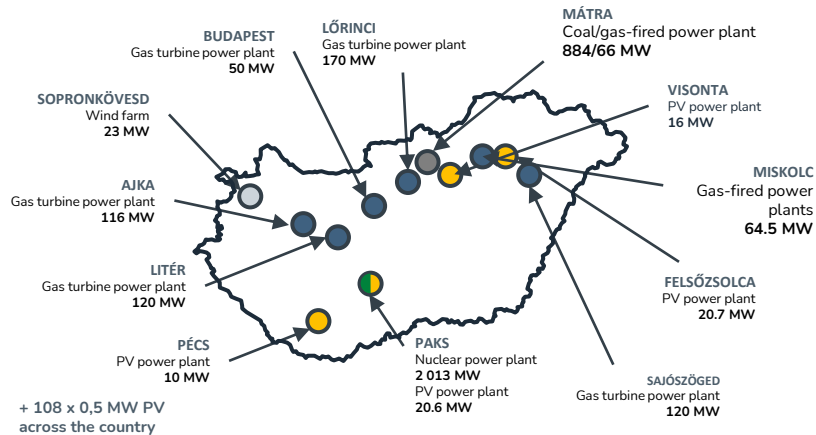 MÁTRA
Coal/gas-fired power plant
884/66 MW
LŐRINCI
Gas turbine power plant
170 MW
BUDAPEST
Gas turbine power plant
50 MW
VISONTA
PV power plant
16 MW
SOPRONKÖVESD
Wind farm
23 MW
MISKOLC
Gas-fired power
plants
64.5 MW
AJKA
Gas turbine power plant
116 MW
LITÉR
Gas turbine power plant
120 MW
FELSŐZSOLCA
PV power plant
20.7 MW
PÉCS
PV power plant
10 MW
PAKS
Nuclear power plant
2 013 MW
PV power plant
20.6 MW
SAJÓSZÖGED
Gas turbine power plant
120 MW
+ 108 x 0,5 MW PV
across the country